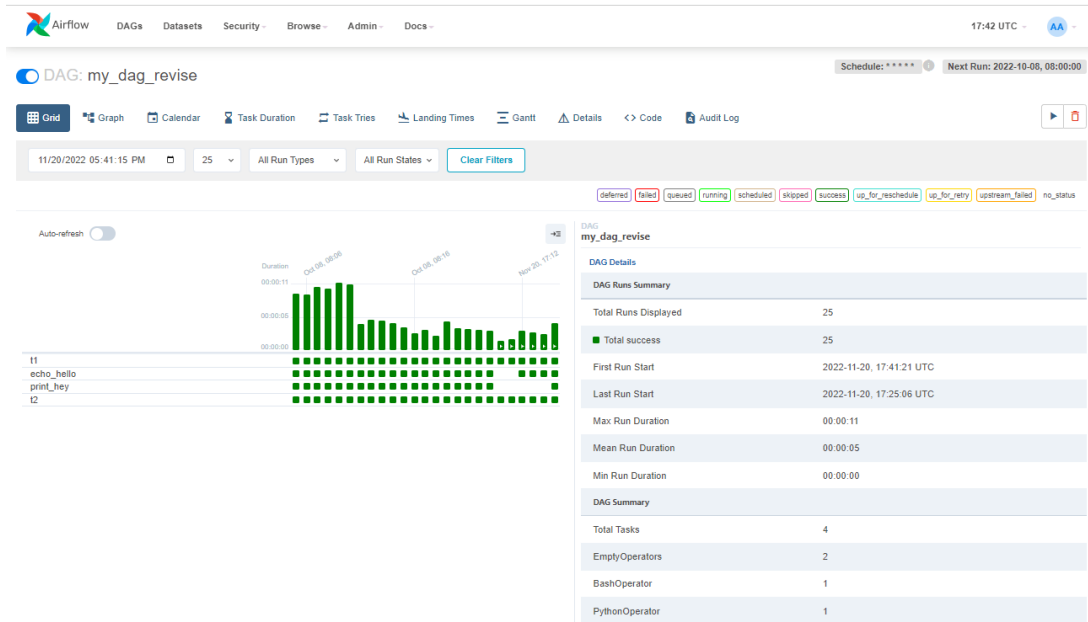 Airflow DAGs Datasets Security Browse Admin Docs 17:42 UTC AA
DAG: my_dag_revise Schedule: * * * * * Next Run: 2022-10-08, 08:00:00
Grid Graph Calendar Task Duration Task Tries Landing Times Gantt Details <> Code Audit Log
11/20/2022 05:41:15 PM 25 All Run Types All Run States Clear Filters
deferred failed queued running scheduled skipped success up_for_reschedule up_for_retry upstream_failed no_status
Auto-refresh
Duration Oct 08, 08:06 Oct 08, 08:16 Nov 20, 17:12
00:00:11
00:00:05
00:00:00
t1
echo_hello
print_hey
t2
DAG
my_dag_revise
DAG Details
DAG Runs Summary
Total Runs Displayed 25
Total success 25
First Run Start 2022-11-20, 17:41:21 UTC
Last Run Start 2022-11-20, 17:25:06 UTC
Max Run Duration 00:00:11
Mean Run Duration 00:00:05
Min Run Duration 00:00:00
DAG Summary
Total Tasks 4
EmptyOperators 2
BashOperator 1
PythonOperator 1